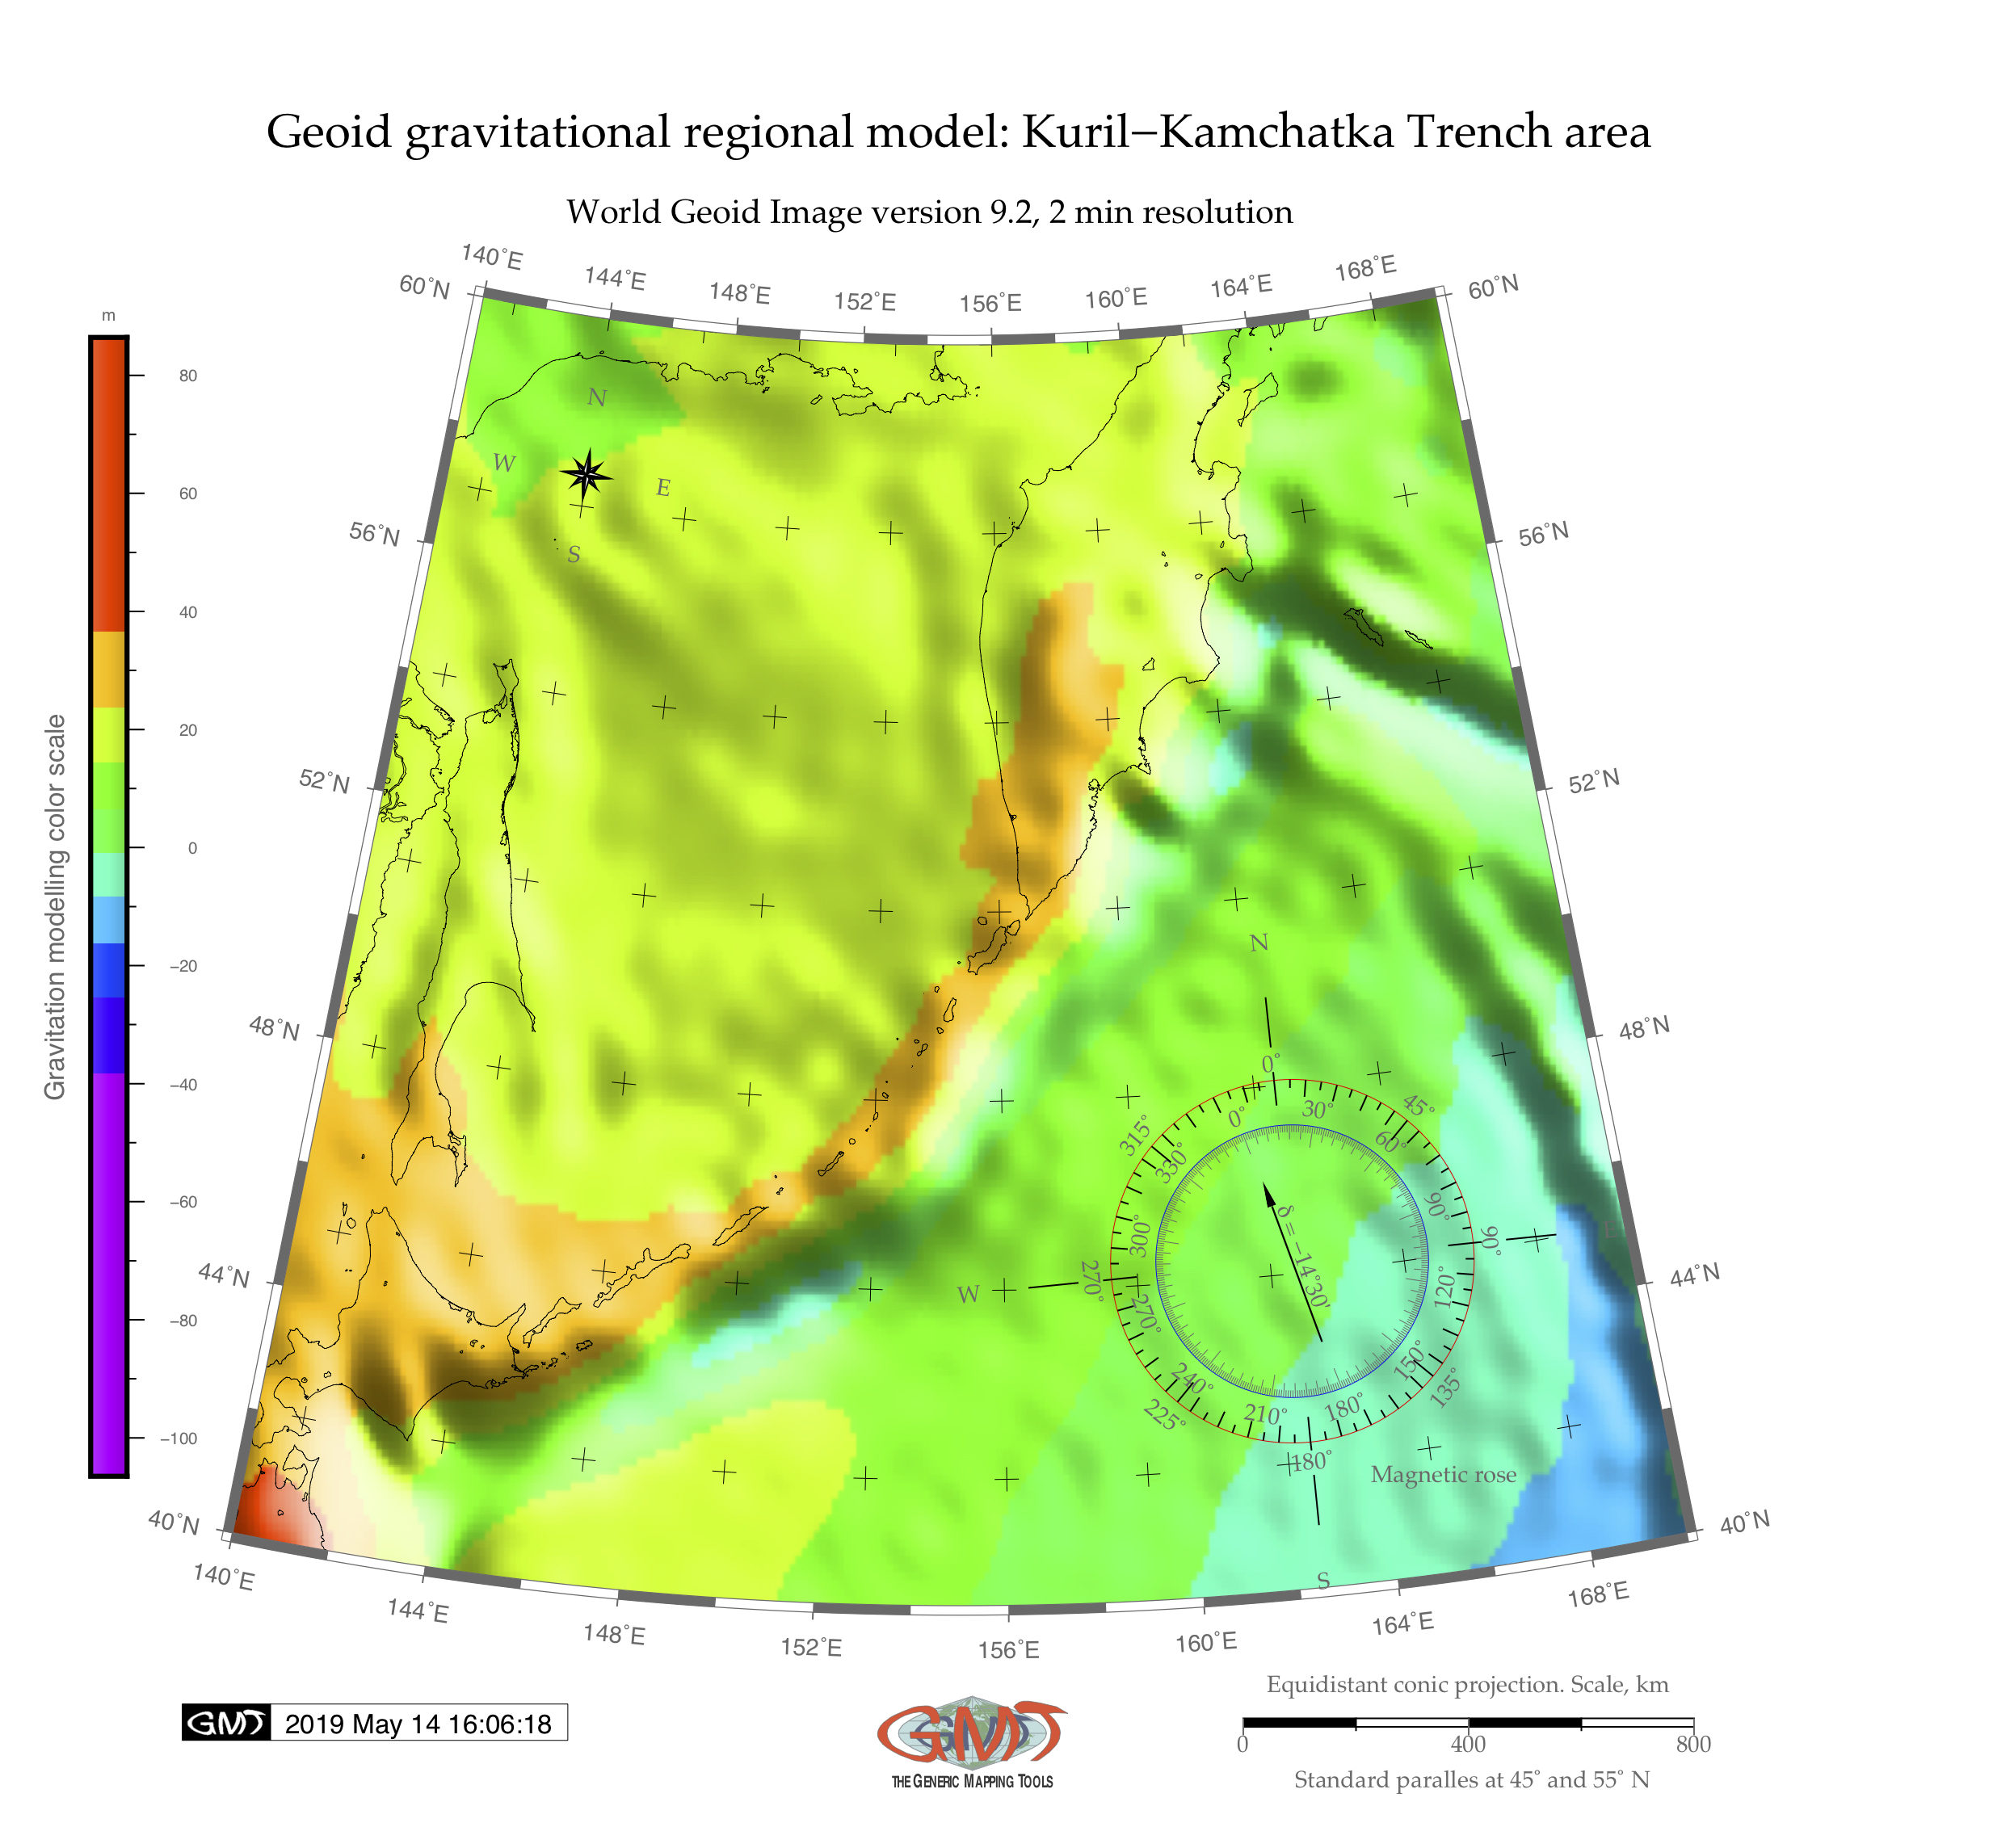 Geoid gravitational regional model: Kuril−Kamchatka Trench area
World Geoid Image version 9.2, 2 min resolution
140°E 144°E 148°E 152°E 156°E 160°E 164°E 168°E
60°N 60°N
56°N 56°N
52°N 52°N
48°N 48°N
44°N 44°N
40°N 40°N
140°E 144°E 148°E 152°E 156°E 160°E 164°E 168°E
m
80
60
40
20
0
−20
−40
−60
−80
−100
Gravitation modelling color scale
N
W
E
S
N
W
E
S
0°
45°
90°
135°
180°
225°
270°
315°
0°
30°
60°
90°
120°
150°
180°
210°
240°
270°
300°
330°
δ = −14°30'
Magnetic rose
GMT 2019 May 14 16:06:18
GMT
THE GENERIC MAPPING TOOLS
Equidistant conic projection. Scale, km
0 400 800
Standard paralles at 45° and 55° N